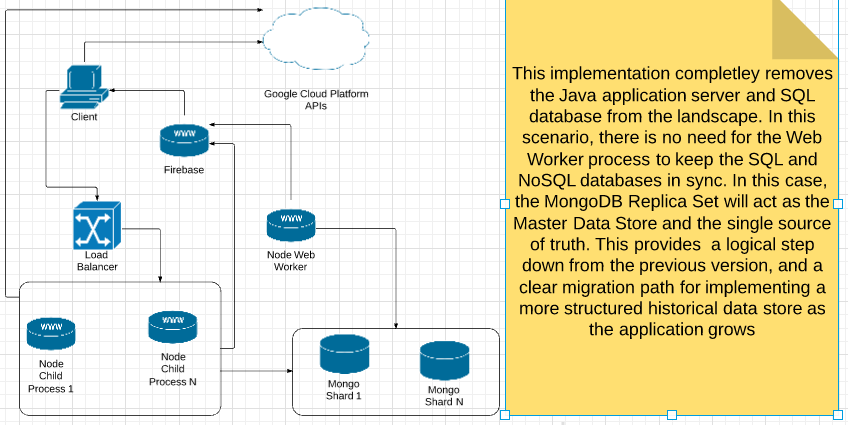 Google Cloud Platform
APIs
Client
www
Firebase
Load
Balancer
www
Node Web
Worker
www
Node
Child
Process 1
www
Node
Child
Process N
Mongo
Shard 1
Mongo
Shard N
This implementation completley removes
the Java application server and SQL
database from the landscape. In this
scenario, there is no need for the Web
Worker process to keep the SQL and
NoSQL databases in sync. In this case,
the MongoDB Replica Set will act as the
Master Data Store and the single source
of truth. This provides  a logical step
down from the previous version, and a
clear migration path for implementing a
more structured historical data store as
the application grows